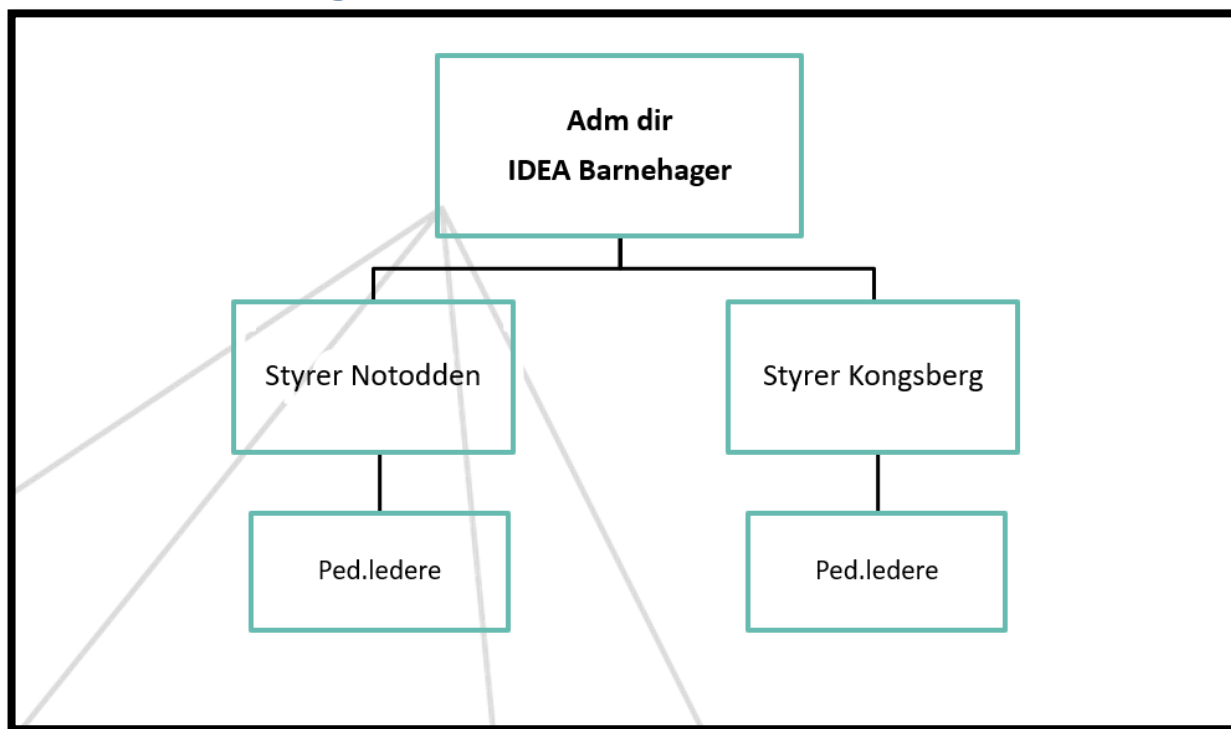 Adm dir
IDEA Barnehager
Styrer Notodden
Styrer Kongsberg
Ped.ledere
Ped.ledere